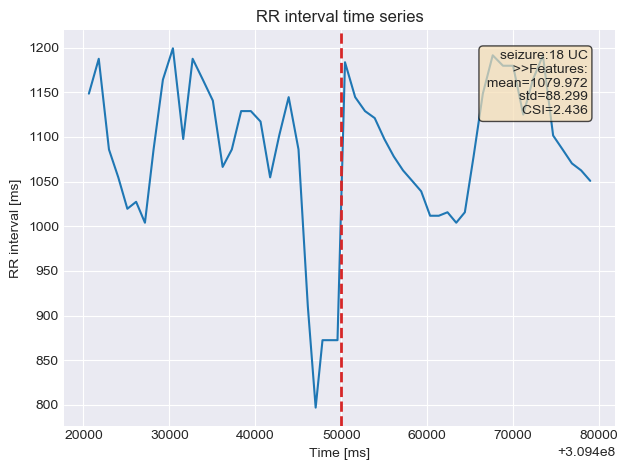 RR interval time series
seizure:18 UC
>>Features:
mean=1079.972
std=88.299
CSI=2.436
RR interval [ms]
1200
1150
1100
1050
1000
950
900
850
800
20000 30000 40000 50000 60000 70000 80000
Time [ms]
+3.094e8